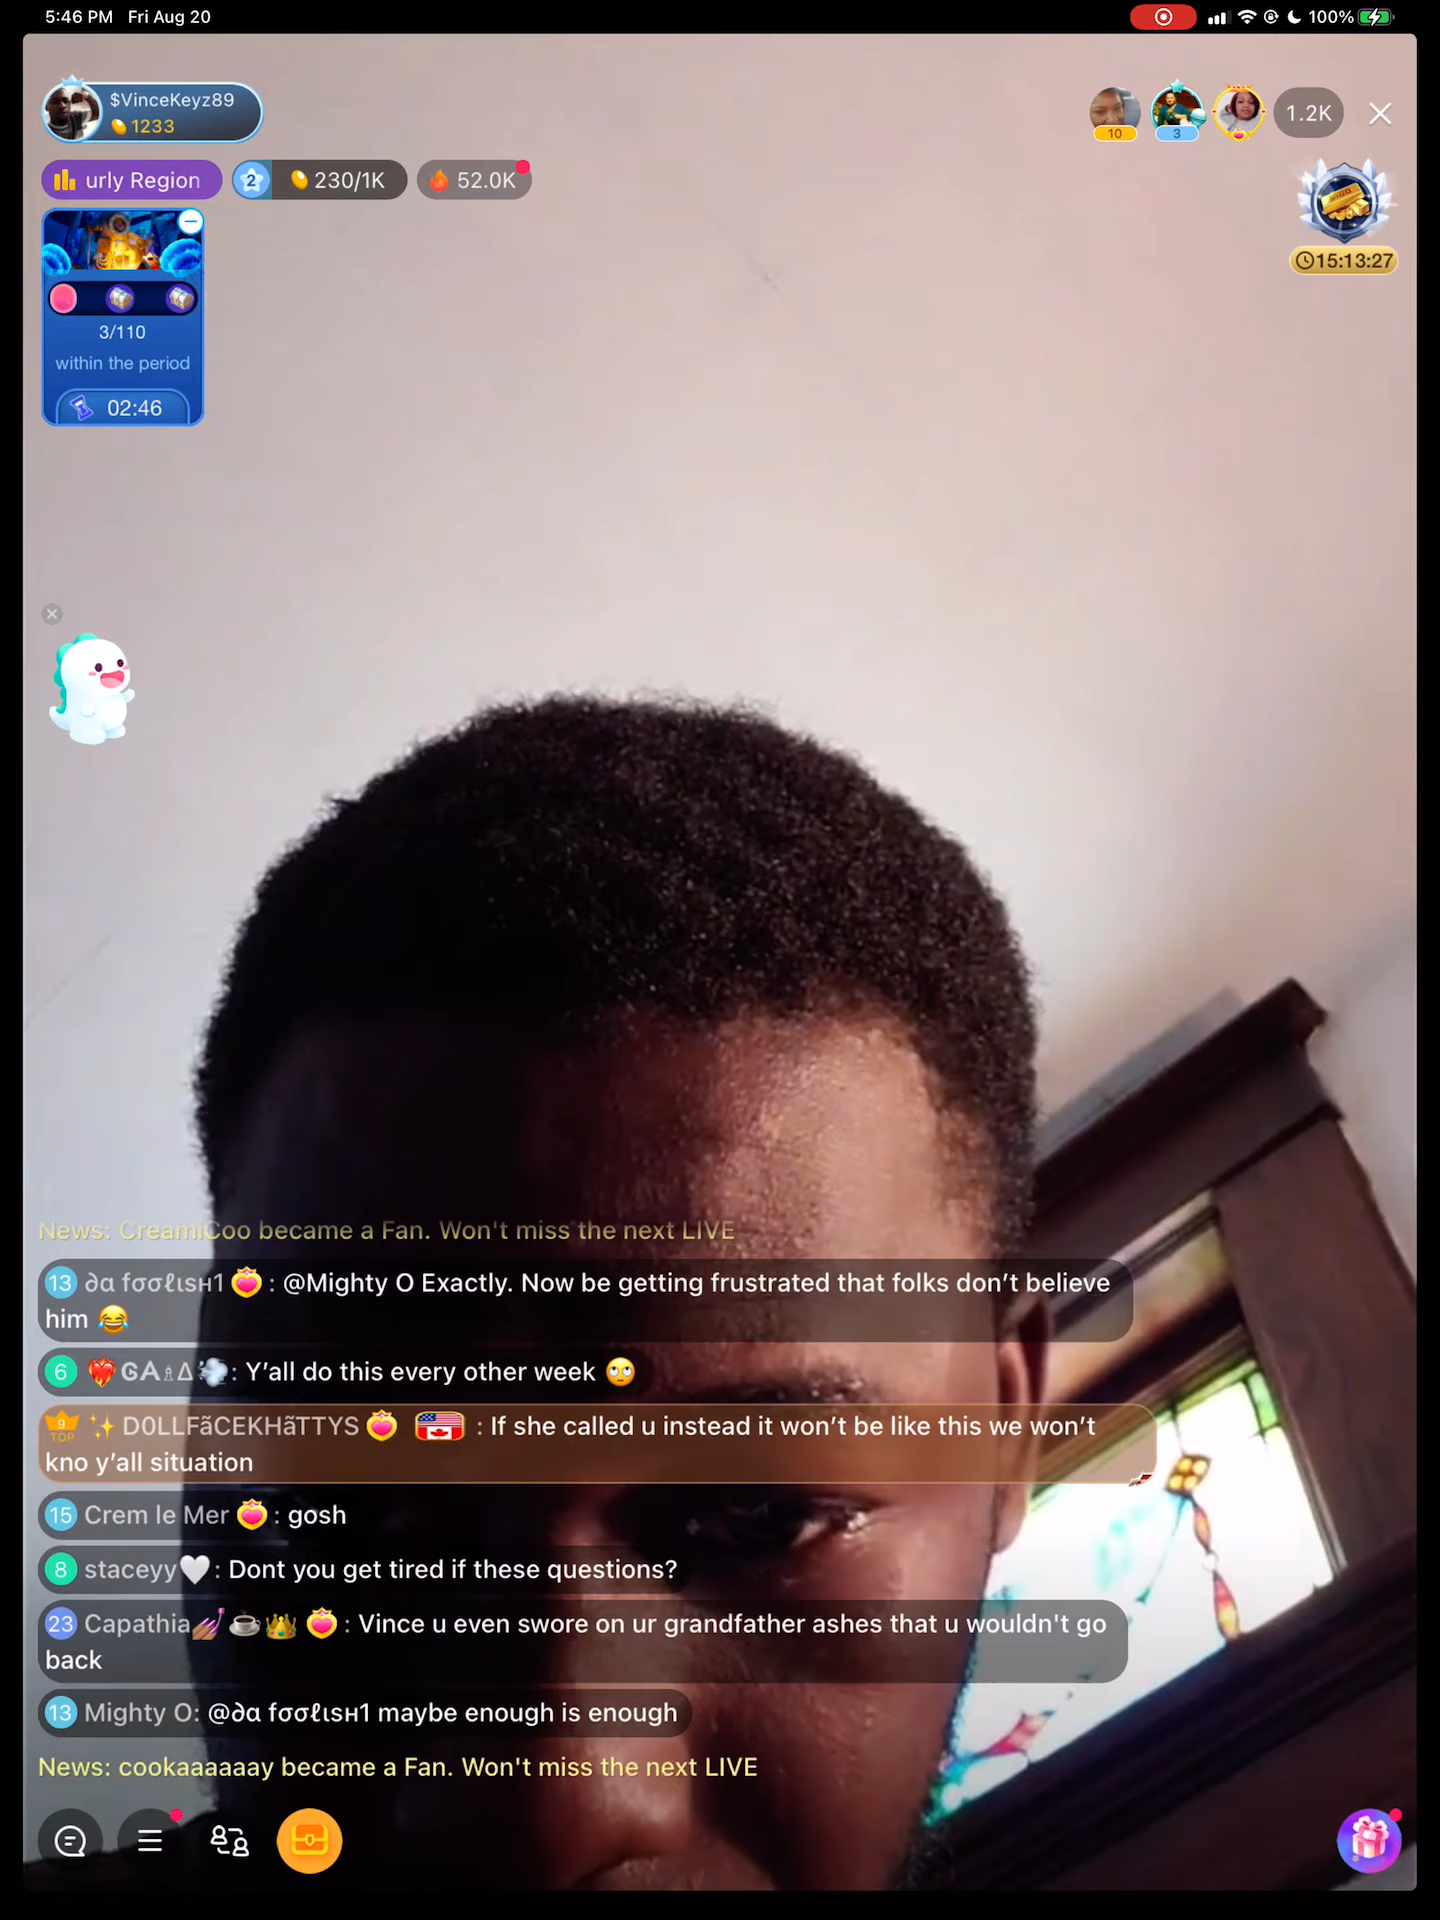 5:46 PM Fri Aug 20
100%
$VinceKeyz89
1233
10
3
1.2K
urly Region
2
230/1K
52.0K
15:13:27
3/110
within the period
02:46
News: CreamiCoo became a Fan. Won't miss the next LIVE
13 ∂α fσσℓιѕн1 😍 : @Mighty O Exactly. Now be getting frustrated that folks don’t believe
him 😂
6 ❤️‍🔥GA♗Δ💨: Y’all do this every other week 🙄
9 TOP ✨ D0LLFãCEKHãTTYS : If she called u instead it won’t be like this we won’t
kno y’all situation
15 Crem le Mer : gosh
8 staceyy🤍: Dont you get tired if these questions?
23 Capathia💅🏽☕👑 : Vince u even swore on ur grandfather ashes that u wouldn't go
back
13 Mighty O: @∂α fσσℓιѕн1 maybe enough is enough
News: cookaaaaaay became a Fan. Won't miss the next LIVE